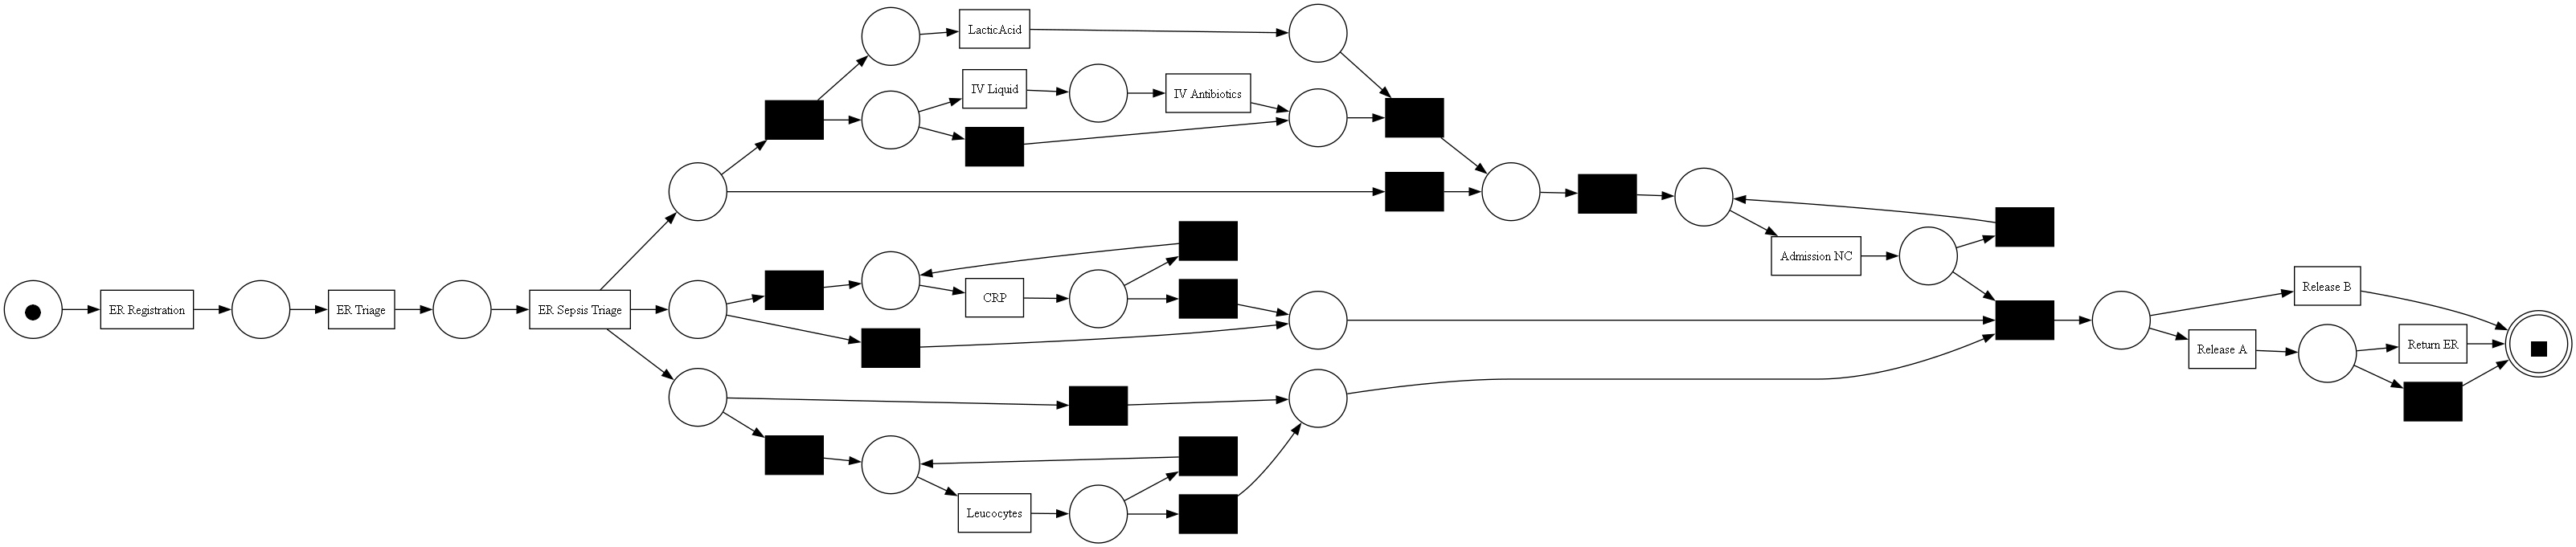 LacticAcid
IV Liquid
IV Antibiotics
Admission NC
CRP
ER Registration
ER Triage
ER Sepsis Triage
Release B
Release A
Return ER
Leucocytes